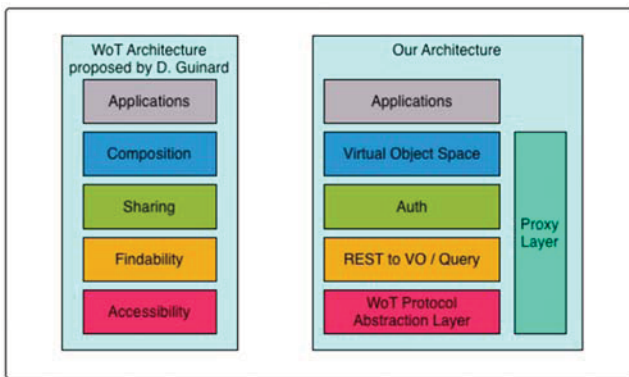 WoT Architecture
proposed by D. Guinard
Applications
Composition
Sharing
Findability
Accessibility
Our Architecture
Applications
Virtual Object Space
Auth
REST to VO / Query
WoT Protocol
Abstraction Layer
Proxy
Layer